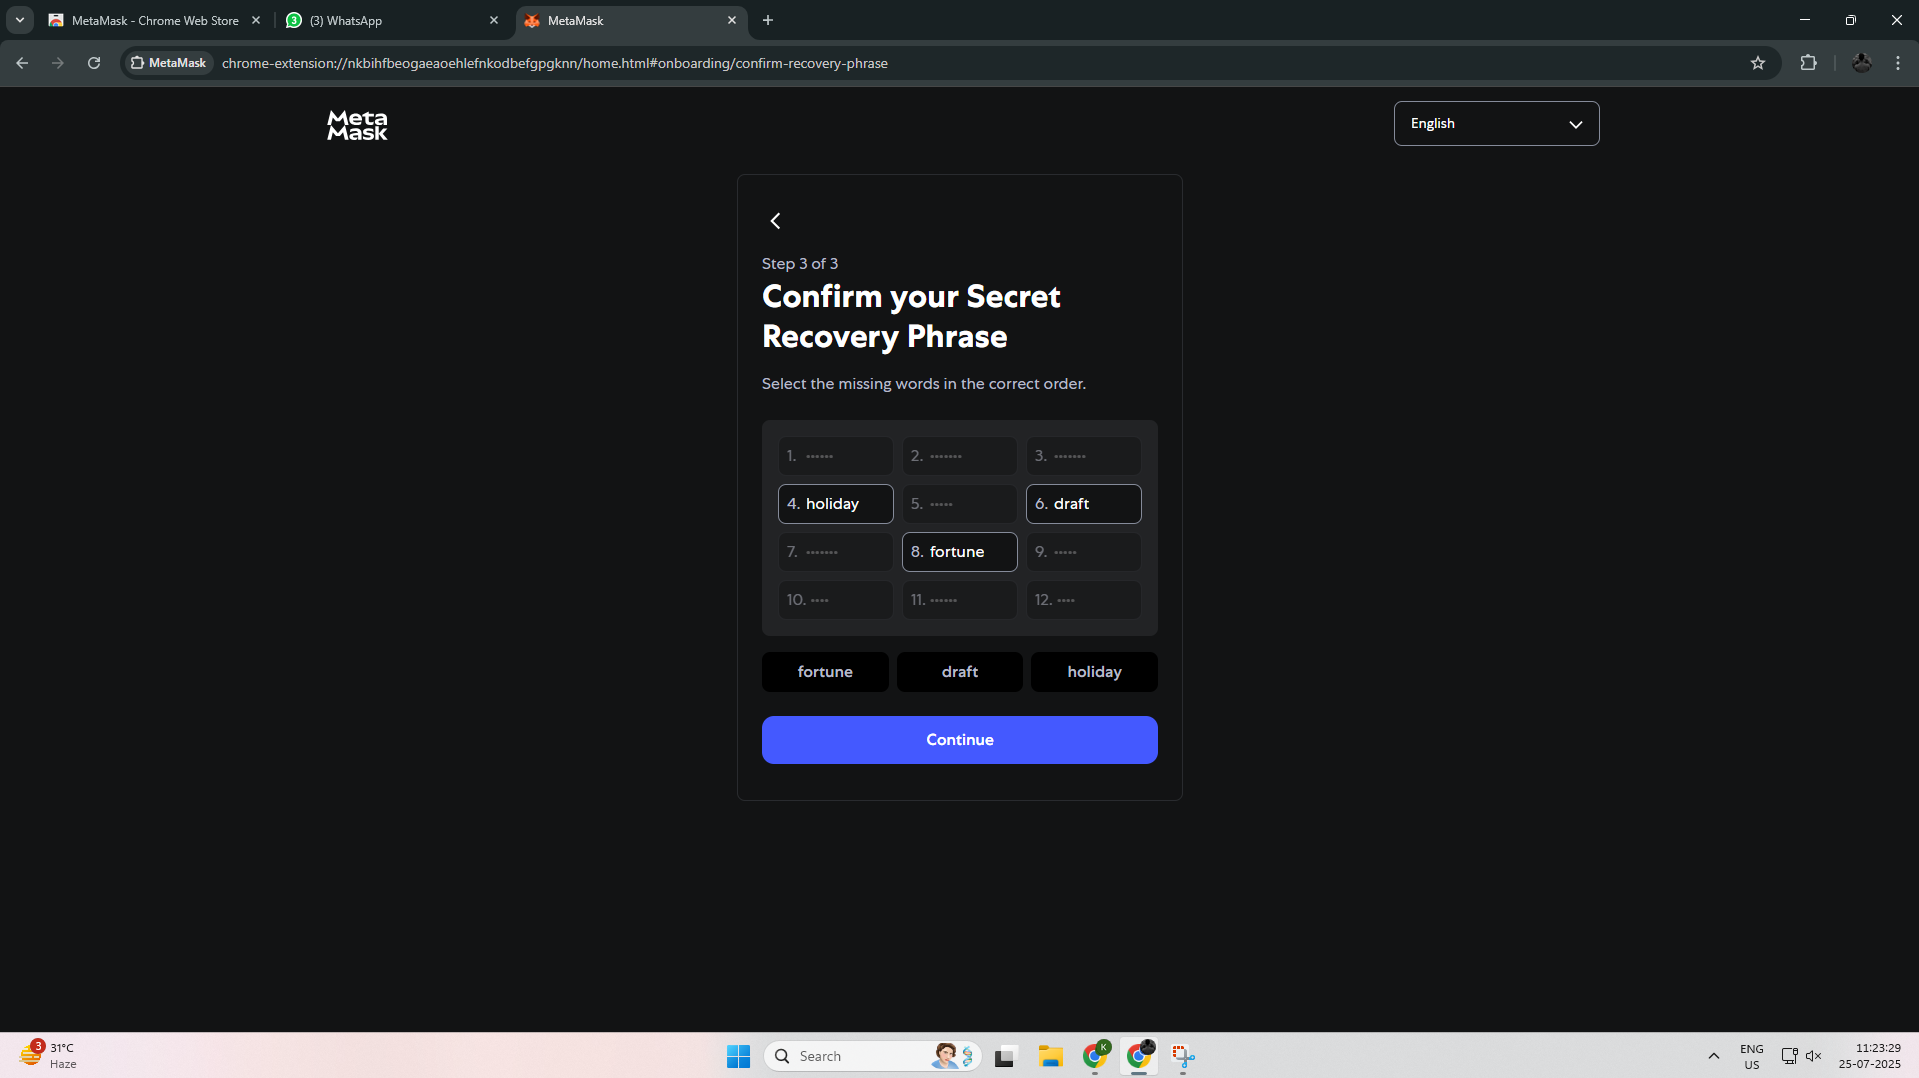 MetaMask - Chrome Web Store
(3) WhatsApp
MetaMask
MetaMask
chrome-extension://nkbihfbeogaeaoehlefnkodbefgpgknn/home.html#onboarding/confirm-recovery-phrase
Meta
Mask
English
Step 3 of 3
Confirm your Secret
Recovery Phrase
Select the missing words in the correct order.
1. ······ 2. ······· 3. ·······
4. holiday 5. ····· 6. draft
7. ······· 8. fortune 9. ·····
10. ···· 11. ······ 12. ····
fortune draft holiday
Continue
3
31°C
Haze
Search
K
ENG
US
11:23:29
25-07-2025